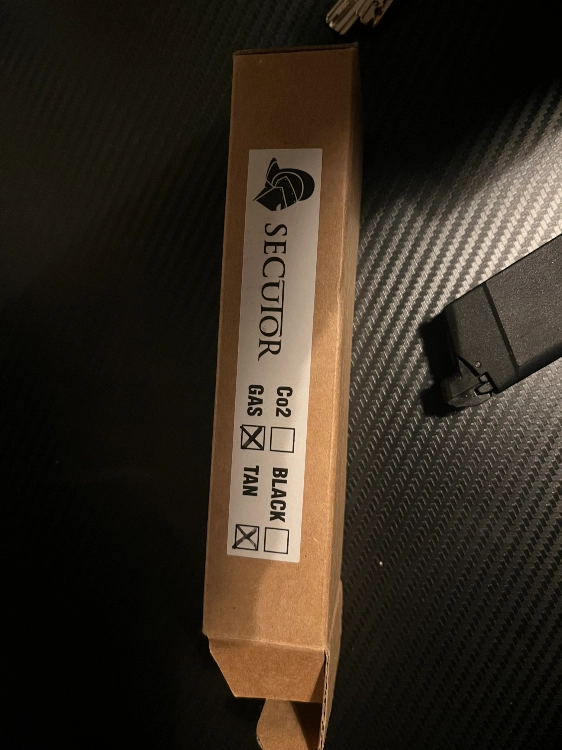 SECUTOR
Co2 BLACK
GAS TAN